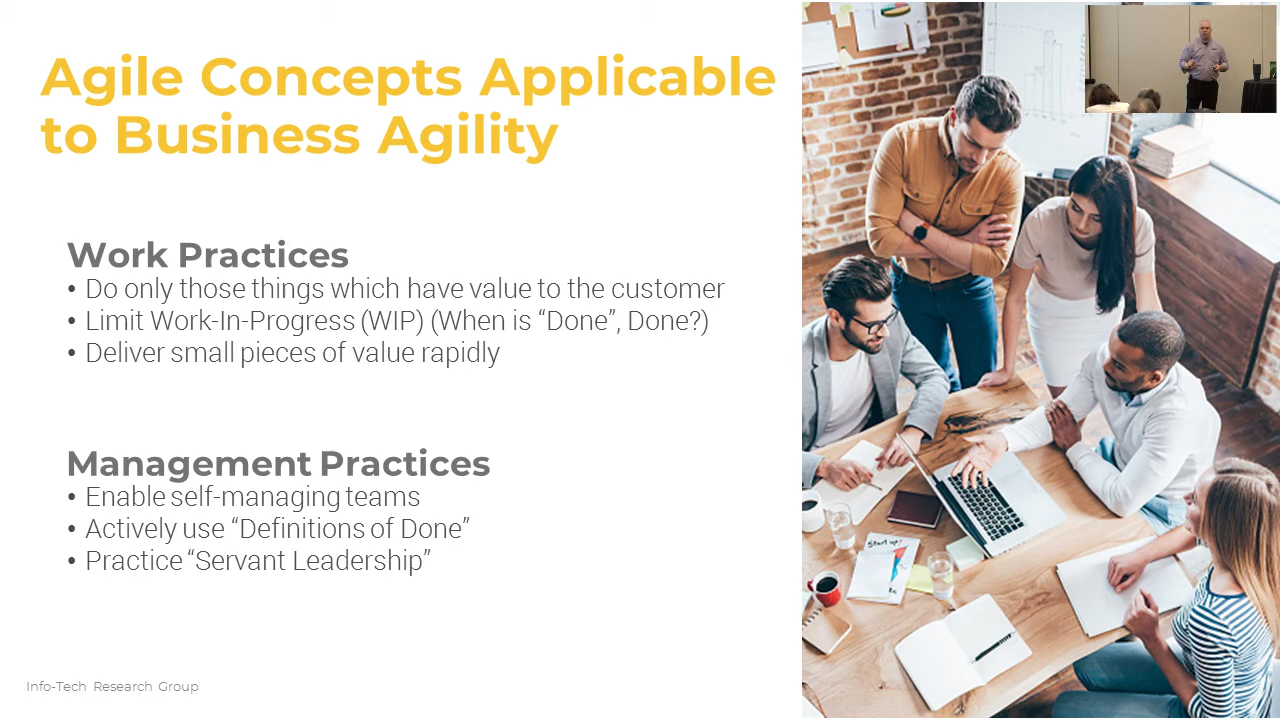 Agile Concepts Applicable
to Business Agility
Work Practices
• Do only those things which have value to the customer
• Limit Work-In-Progress (WIP) (When is “Done”, Done?)
• Deliver small pieces of value rapidly
Management Practices
• Enable self-managing teams
• Actively use “Definitions of Done”
• Practice “Servant Leadership”
Info-Tech Research Group
Start up!